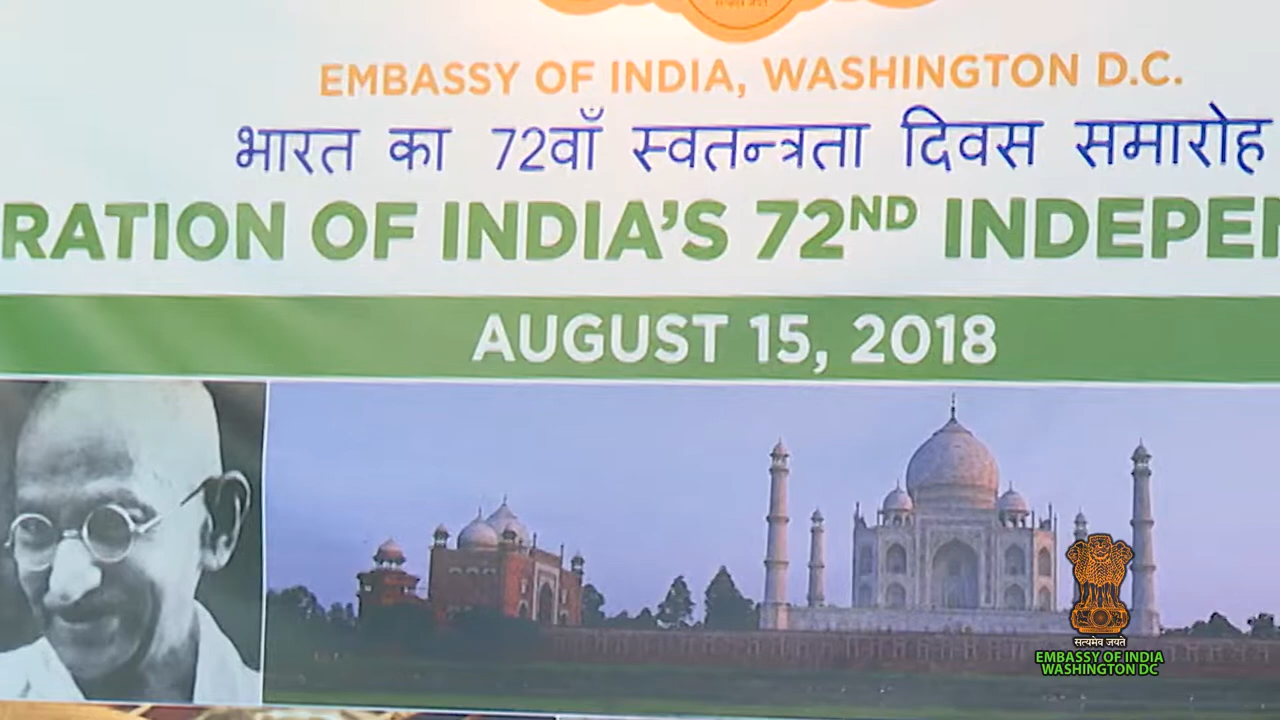 EMBASSY OF INDIA, WASHINGTON D.C.
भारत का 72वाँ स्वतन्त्रता दिवस समारोह
RATION OF INDIA'S 72ND INDEPEN
AUGUST 15, 2018
सत्यमेव जयते
EMBASSY OF INDIA
WASHINGTON DC